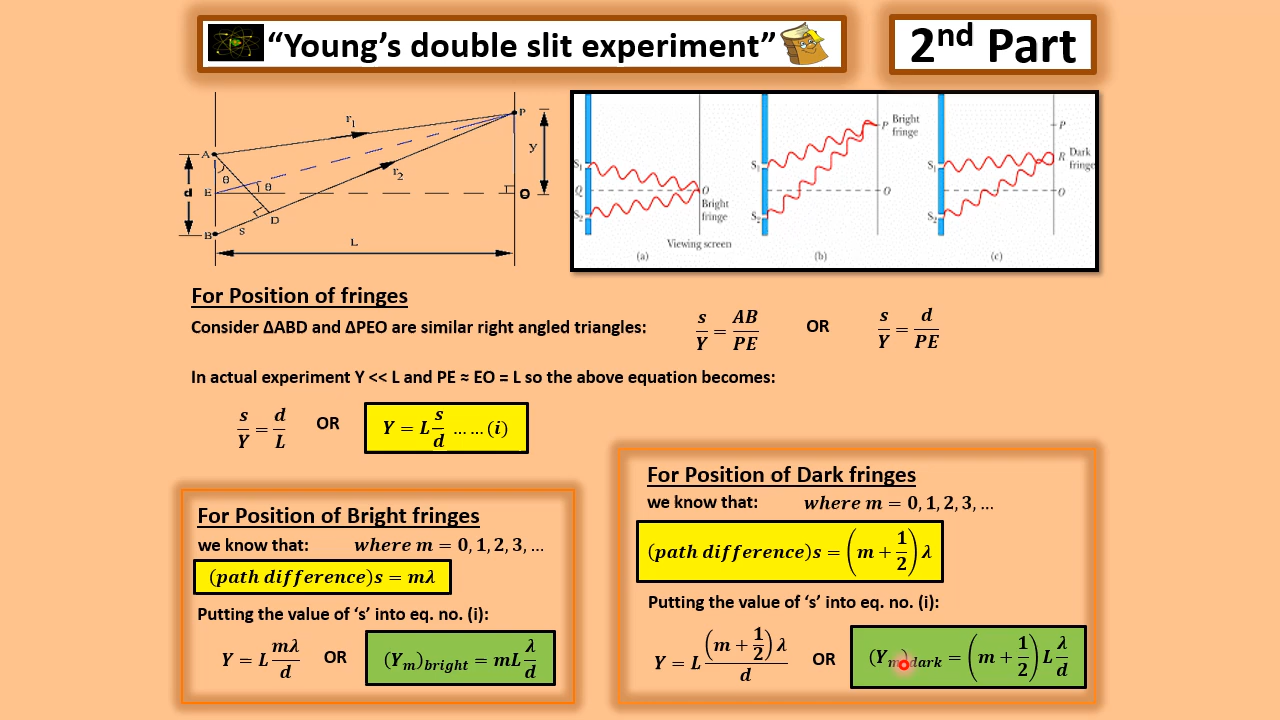 “Young’s double slit experiment”
2nd Part
A
E
B
d
r1
r2
θ
θ
D
S
L
P
y
O
S1
Q
S2
O
Bright
fringe
Viewing screen
(a)
S1
S2
P
Bright
fringe
O
(b)
S1
S2
P
R
Dark
fringe
O
(c)
For Position of fringes
Consider ΔABD and ΔPEO are similar right angled triangles: s/Y = AB/PE OR s/Y = d/PE
In actual experiment Y << L and PE ≈ EO = L so the above equation becomes:
s/Y = d/L OR Y = L s/d ... ... (i)
For Position of Bright fringes
we know that: where m = 0, 1, 2, 3, ...
(path difference)s = mλ
Putting the value of ‘s’ into eq. no. (i):
Y = L mλ/d OR (Ym)bright = mL λ/d
For Position of Dark fringes
we know that: where m = 0, 1, 2, 3, ...
(path difference)s = (m + 1/2) λ
Putting the value of ‘s’ into eq. no. (i):
Y = L (m + 1/2) λ/d OR (Ym)dark = (m + 1/2) L λ/d